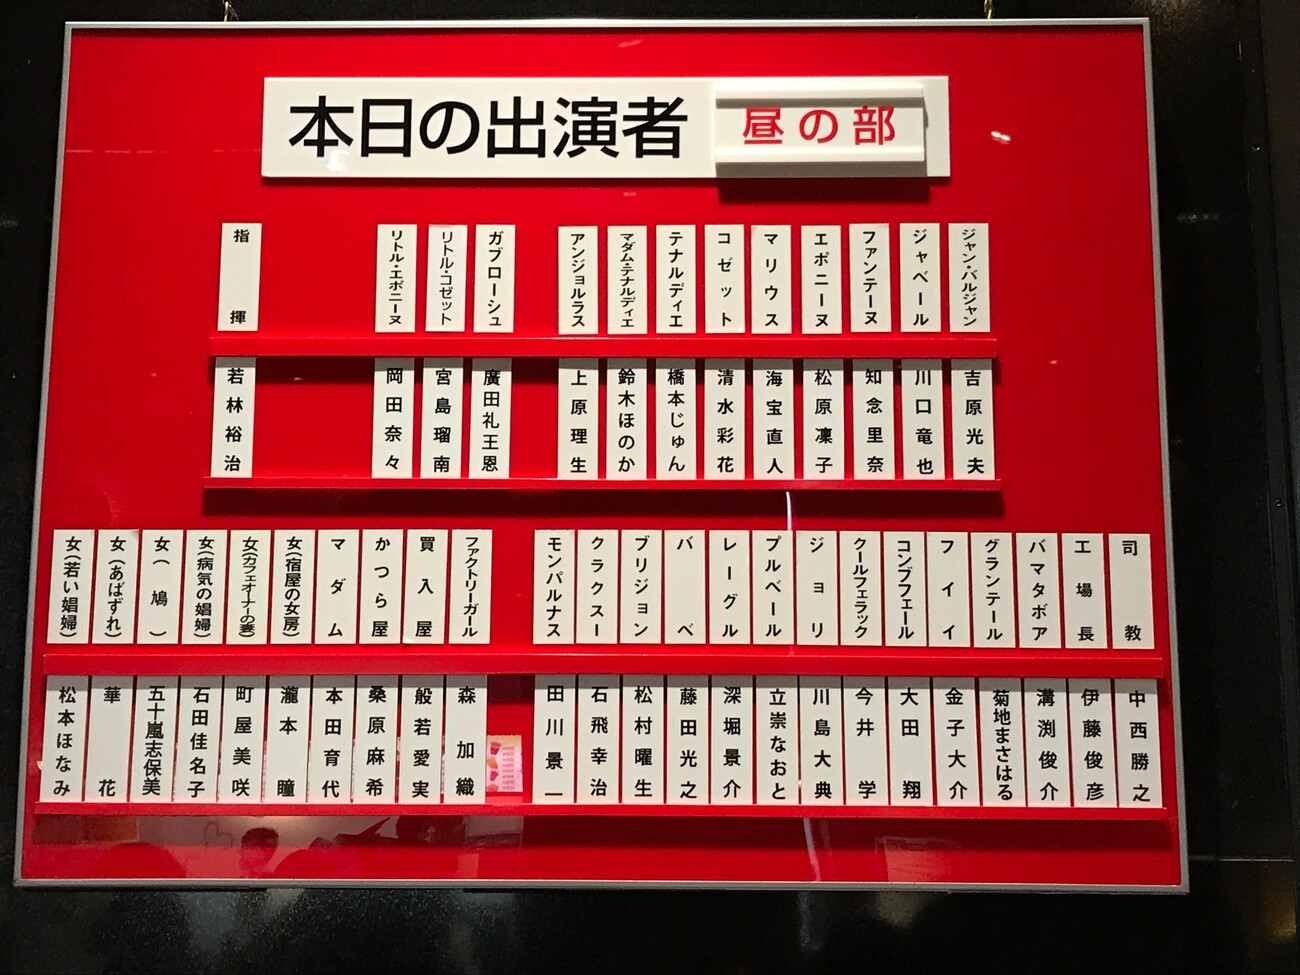 本日の出演者 昼の部
ジャン・バルジャン
吉原光夫
ジャベール
川口竜也
ファンテーヌ
知念里奈
エポニーヌ
松原凜子
マリウス
海宝直人
コゼット
清水彩花
テナルディエ
橋本じゅん
マダム・テナルディエ
鈴木ほのか
アンジョルラス
上原理生
ガブローシュ
廣田礼王恩
リトル・コゼット
宮島瑠南
リトル・エポニーヌ
岡田奈々
指揮
若林裕治
司教
中西勝之
工場長
伊藤俊彦
バマタボア
溝渕俊介
グランテール
菊地まさはる
フイイ
金子大介
コンブフェール
大田翔
クールフェラック
今井学
ジョリ
川島大典
プルベール
立崇なおと
レーグル
深堀景介
バベ
藤田光之
ブリジョン
松村曜生
クラクスー
石飛幸治
モンパルナス
田川景一
ファクトリーガール
森加織
買入屋
般若愛実
かつら屋
桑原麻希
マダム
本田育代
女(宿屋の女房)
瀧本瞳
女(カフェオーナーの妻)
町屋美咲
女(病気の娼婦)
石田佳名子
女(鳩)
五十嵐志保美
女(あばずれ)
華花
女(若い娼婦)
松本ほなみ